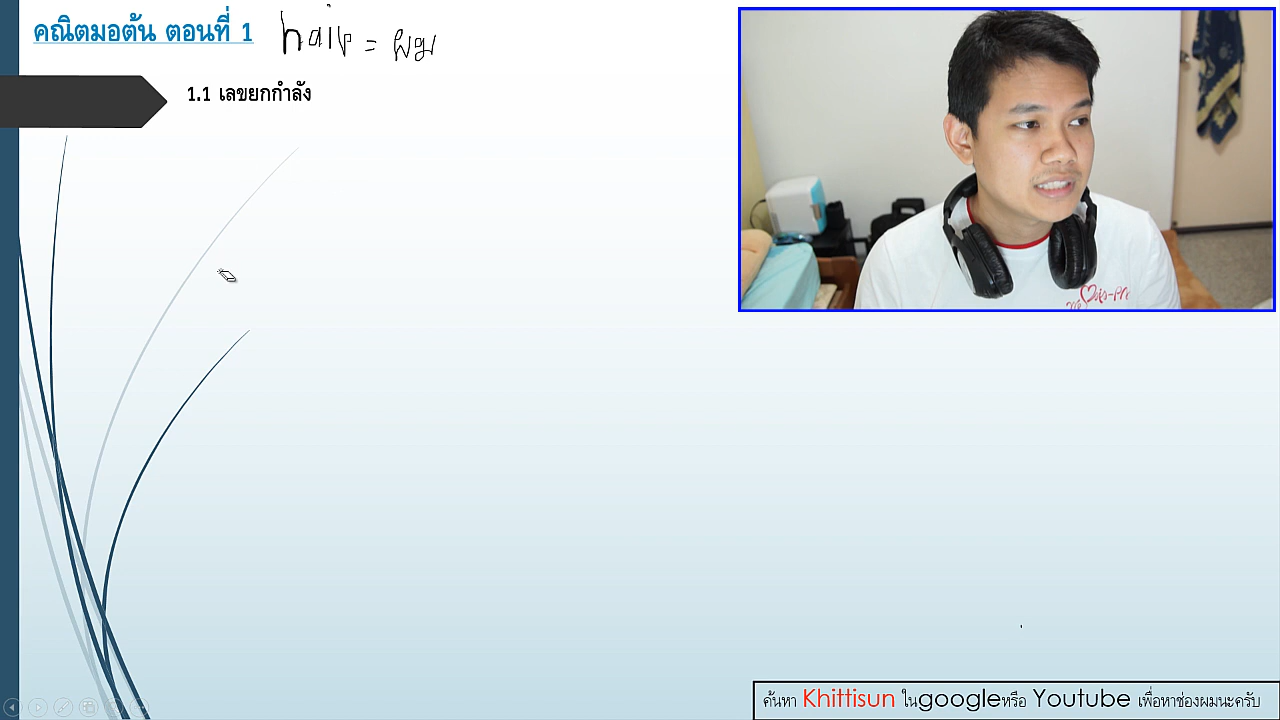 คณิตมอต้น ตอนที่ 1
hair = ผม
1.1 เลขยกกำลัง
ค้นหา Khittisun ในgoogleหรือ Youtube เพื่อหาช่องผมนะครับ